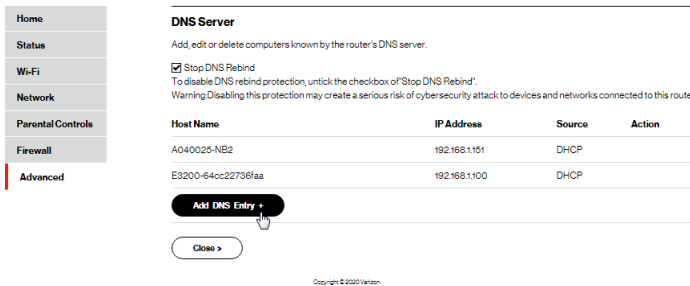 Home
Status
Wi-Fi
Network
Parental Controls
Firewall
Advanced
DNS Server
Add, edit or delete computers known by the router's DNS server.
Stop DNS Rebind
To disable DNS rebind protection, untick the checkbox of "Stop DNS Rebind".
Warning:Disabling this protection may create a serious risk of cybersecurity attack to devices and networks connected to this route
Host Name IP Address Source Action
A040025-NB2 192.168.1.151 DHCP
E3200-64cc22736faa 192.168.1.100 DHCP
Add DNS Entry +
Close >
Copyright © 2020 Verizon.